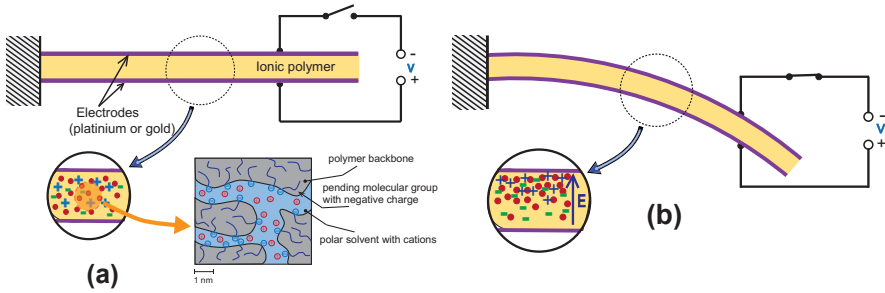 -
V
+
Ionic polymer
Electrodes
(platinium or gold)
polymer backbone
pending molecular group
with negative charge
polar solvent with cations
1 nm
(a)
-
V
+
E
(b)